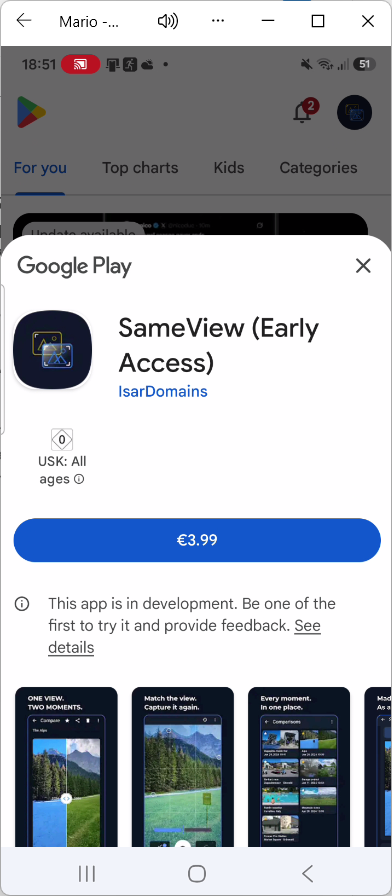 Mario -...
18:51
51
2
For you Top charts Kids Categories
Update available
Google Play
SameView (Early
Access)
IsarDomains
0
USK: All
ages
€3.99
This app is in development. Be one of the
first to try it and provide feedback. See
details
ONE VIEW.
TWO MOMENTS.
Compare
The Alps
Match the view.
Capture it again.
Every moment.
In one place.
Comparisons
Mad
As a